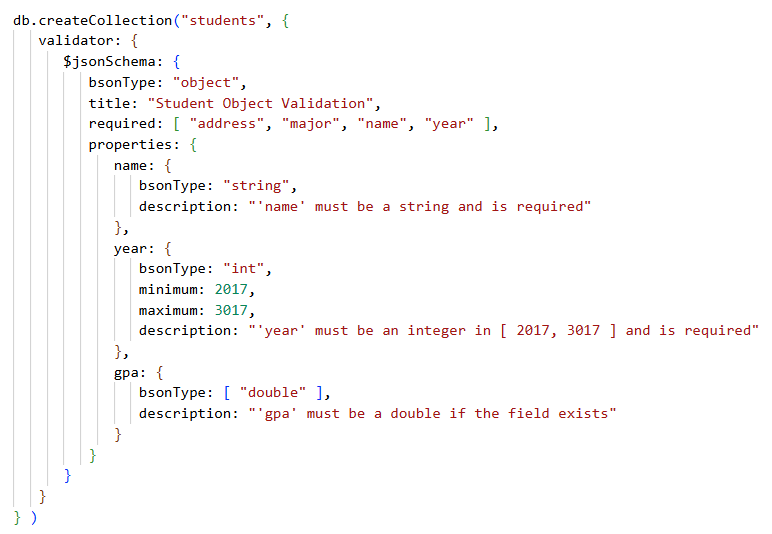 db.createCollection("students", {
validator: {
$jsonSchema: {
bsonType: "object",
title: "Student Object Validation",
required: [ "address", "major", "name", "year" ],
properties: {
name: {
bsonType: "string",
description: "'name' must be a string and is required"
},
year: {
bsonType: "int",
minimum: 2017,
maximum: 3017,
description: "'year' must be an integer in [ 2017, 3017 ] and is required"
},
gpa: {
bsonType: [ "double" ],
description: "'gpa' must be a double if the field exists"
}
}
}
}
} )